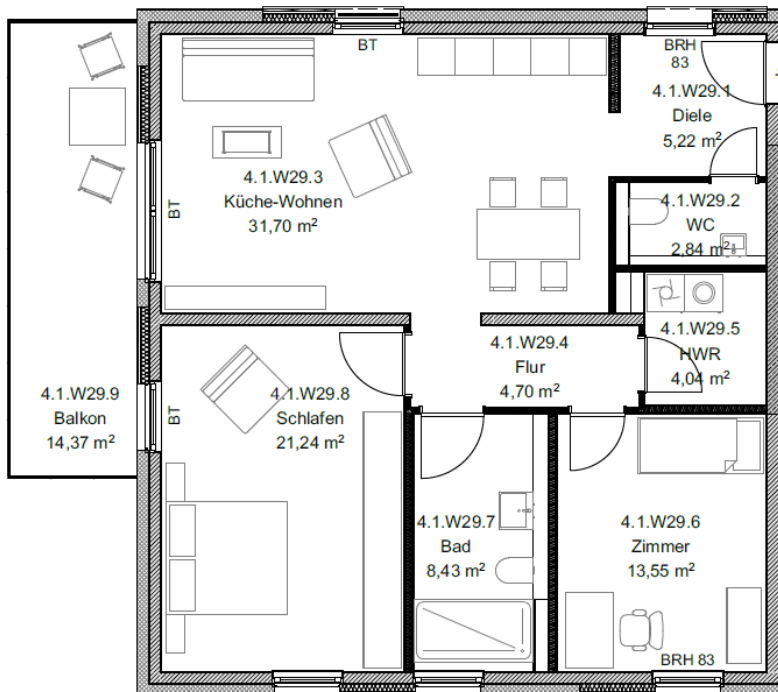 BT
BRH
83
4.1.W29.1
Diele
5,22 m²
4.1.W29.3
Küche-Wohnen
31,70 m²
BT
4.1.W29.2
WC
2,84 m²
4.1.W29.5
HWR
4,04 m²
4.1.W29.4
Flur
4,70 m²
4.1.W29.9
Balkon
14,37 m²
BT
4.1.W29.8
Schlafen
21,24 m²
4.1.W29.7
Bad
8,43 m²
4.1.W29.6
Zimmer
13,55 m²
BRH 83